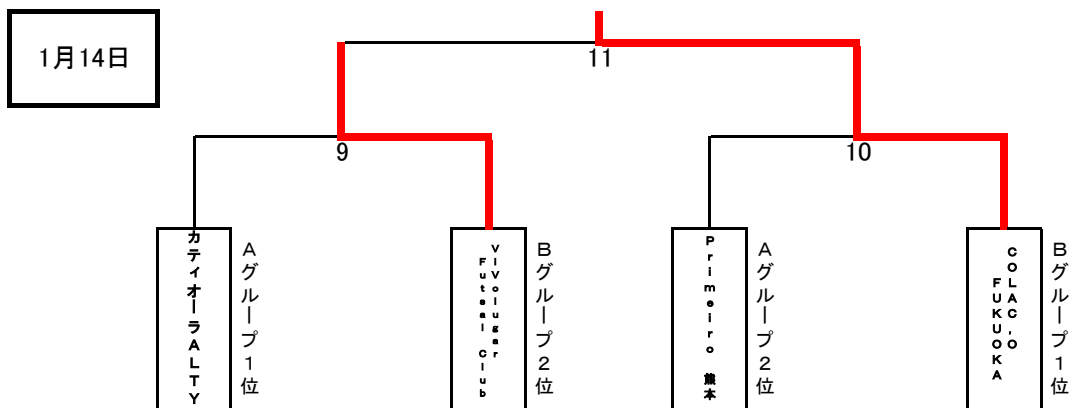 1月14日
11
9
10
カティオーラALTY
Aグループ1位
ViVolugar
Futsal Club
Bグループ2位
Primeiro 熊本
Aグループ2位
COLAC,O
FUKUOKA
Bグループ1位